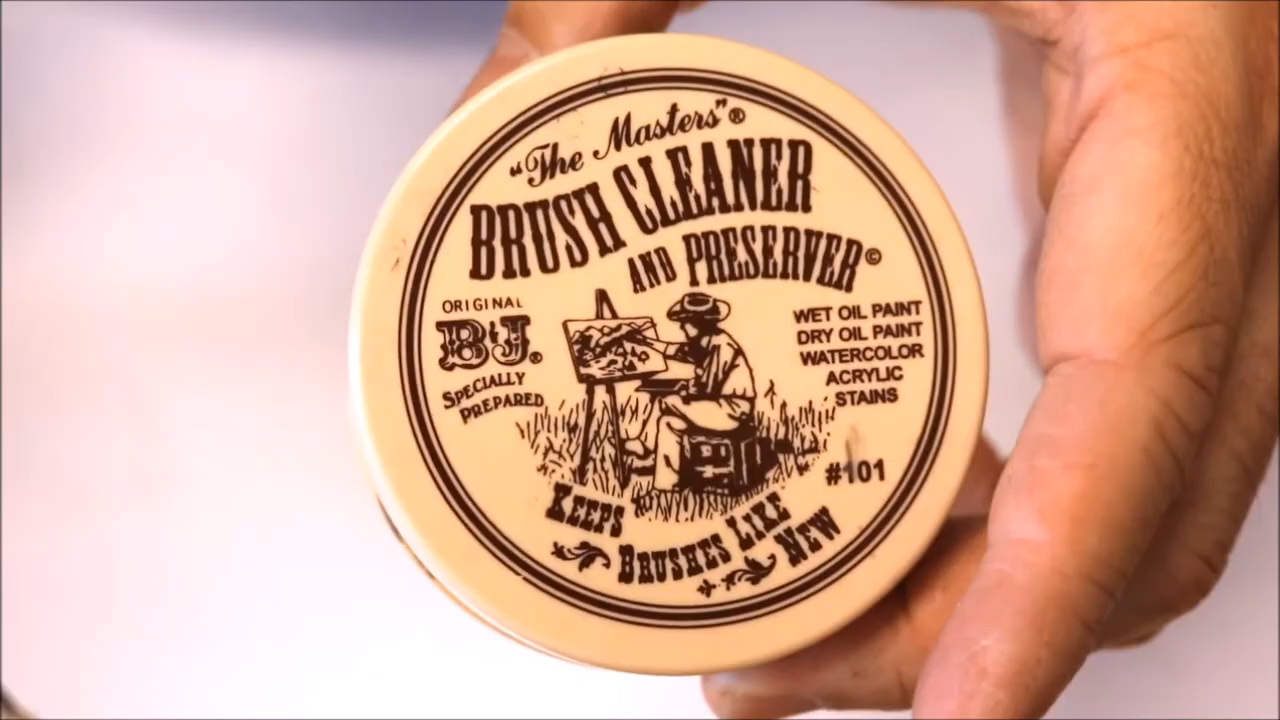 "The Masters"®
BRUSH CLEANER
AND PRESERVER©
ORIGINAL
B&J®
SPECIALLY
PREPARED
WET OIL PAINT
DRY OIL PAINT
WATERCOLOR
ACRYLIC
STAINS
#101
KEEPS
BRUSHES LIKE
NEW